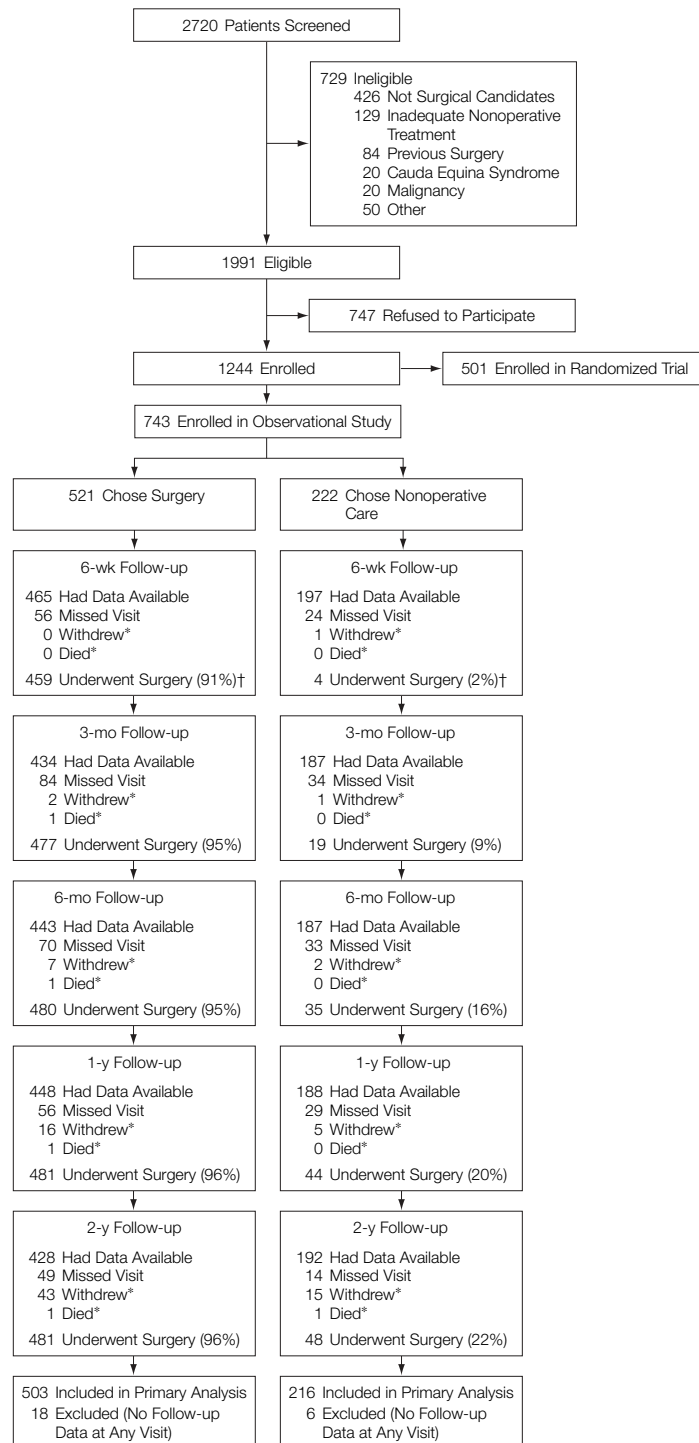 2720 Patients Screened
729 Ineligible
426 Not Surgical Candidates
129 Inadequate Nonoperative
Treatment
84 Previous Surgery
20 Cauda Equina Syndrome
20 Malignancy
50 Other
1991 Eligible
747 Refused to Participate
1244 Enrolled
501 Enrolled in Randomized Trial
743 Enrolled in Observational Study
521 Chose Surgery
222 Chose Nonoperative
Care
6-wk Follow-up
465 Had Data Available
56 Missed Visit
0 Withdrew*
0 Died*
459 Underwent Surgery (91%)†
6-wk Follow-up
197 Had Data Available
24 Missed Visit
1 Withdrew*
0 Died*
4 Underwent Surgery (2%)†
3-mo Follow-up
434 Had Data Available
84 Missed Visit
2 Withdrew*
1 Died*
477 Underwent Surgery (95%)
3-mo Follow-up
187 Had Data Available
34 Missed Visit
1 Withdrew*
0 Died*
19 Underwent Surgery (9%)
6-mo Follow-up
443 Had Data Available
70 Missed Visit
7 Withdrew*
1 Died*
480 Underwent Surgery (95%)
6-mo Follow-up
187 Had Data Available
33 Missed Visit
2 Withdrew*
0 Died*
35 Underwent Surgery (16%)
1-y Follow-up
448 Had Data Available
56 Missed Visit
16 Withdrew*
1 Died*
481 Underwent Surgery (96%)
1-y Follow-up
188 Had Data Available
29 Missed Visit
5 Withdrew*
0 Died*
44 Underwent Surgery (20%)
2-y Follow-up
428 Had Data Available
49 Missed Visit
43 Withdrew*
1 Died*
481 Underwent Surgery (96%)
2-y Follow-up
192 Had Data Available
14 Missed Visit
15 Withdrew*
1 Died*
48 Underwent Surgery (22%)
503 Included in Primary Analysis
18 Excluded (No Follow-up
Data at Any Visit)
216 Included in Primary Analysis
6 Excluded (No Follow-up
Data at Any Visit)